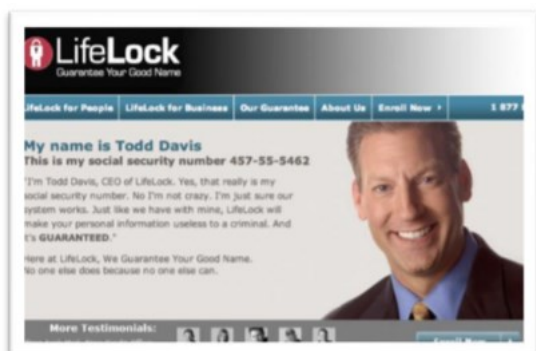 LifeLock
Guarantee Your Good Name
LifeLock for People LifeLock for Business Our Guarantee About Us Enroll Now 1 877
My name is Todd Davis
This is my social security number 457-55-5462
"I'm Todd Davis, CEO of LifeLock. Yes, that really is my
social security number. No I'm not crazy. I'm just sure our
system works. Just like we have with mine, LifeLock will
make your personal information useless to a criminal. And
it's GUARANTEED."
Here at LifeLock, We Guarantee Your Good Name.
No one else does because no one else can.
More Testimonials:
Enroll Now